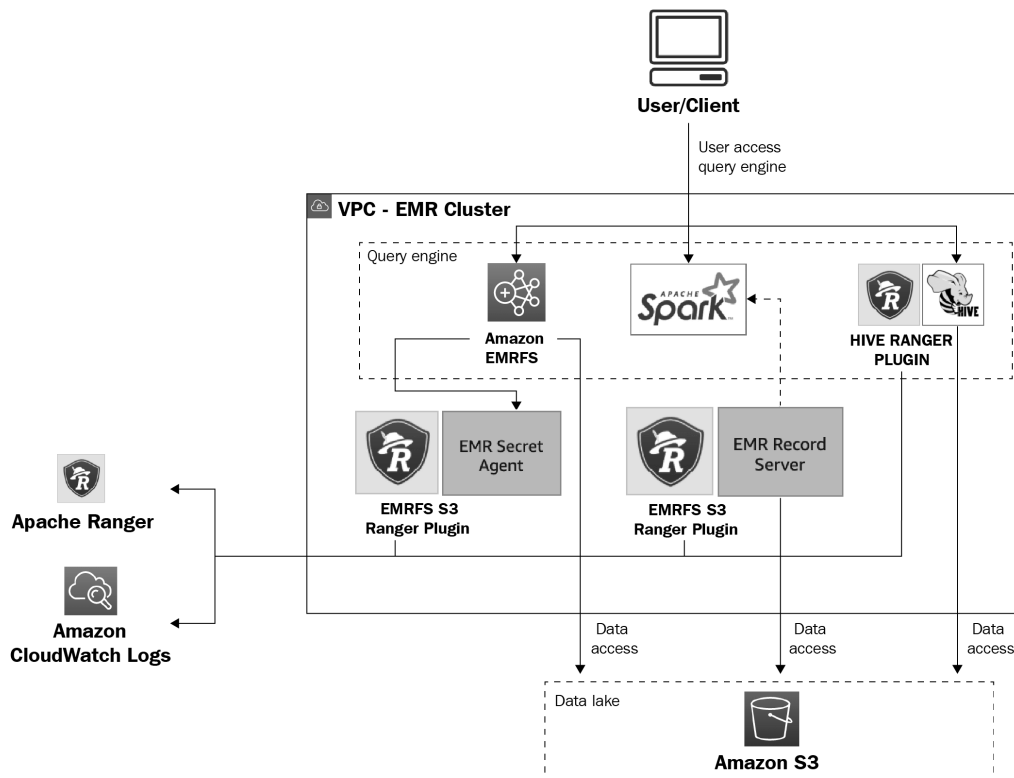 User/Client
User access
query engine
VPC - EMR Cluster
Query engine
Amazon
EMRFS
APACHE
Spark
HIVE
HIVE RANGER
PLUGIN
R
R
EMR Secret
Agent
EMRFS S3
Ranger Plugin
R
EMR Record
Server
EMRFS S3
Ranger Plugin
R
Apache Ranger
Amazon
CloudWatch Logs
Data
access
Data
access
Data
access
Data lake
Amazon S3